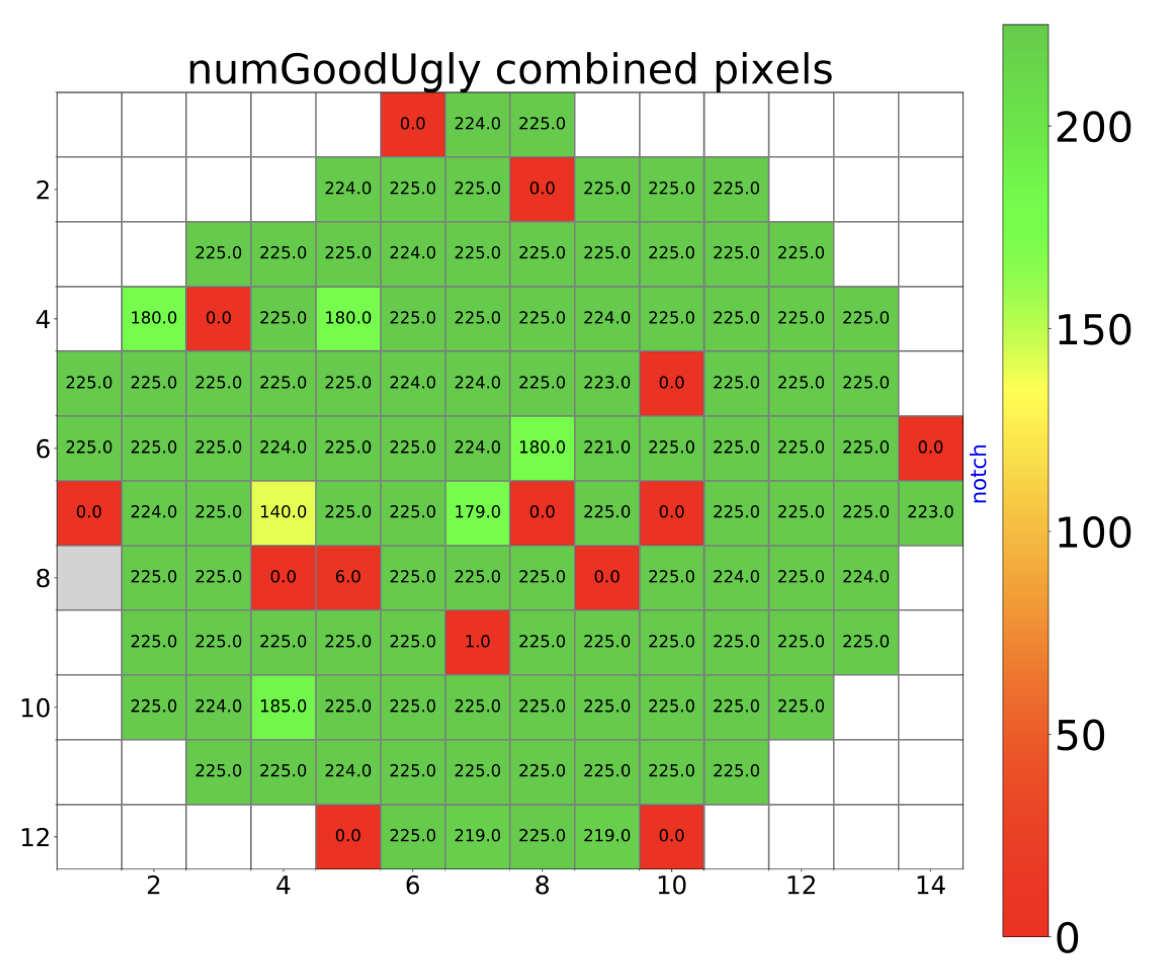 numGoodUgly combined pixels
0.0 224.0 225.0
2 224.0 225.0 225.0 0.0 225.0 225.0 225.0
225.0 225.0 225.0 224.0 225.0 225.0 225.0 225.0 225.0 225.0
4 180.0 0.0 225.0 180.0 225.0 225.0 225.0 224.0 225.0 225.0 225.0 225.0
225.0 225.0 225.0 225.0 225.0 224.0 224.0 225.0 223.0 0.0 225.0 225.0 225.0
6 225.0 225.0 225.0 224.0 225.0 225.0 224.0 180.0 221.0 225.0 225.0 225.0 225.0 0.0
notch
0.0 224.0 225.0 140.0 225.0 225.0 179.0 0.0 225.0 0.0 225.0 225.0 225.0 223.0
8 225.0 225.0 0.0 6.0 225.0 225.0 225.0 0.0 225.0 224.0 225.0 224.0
225.0 225.0 225.0 225.0 225.0 1.0 225.0 225.0 225.0 225.0 225.0 225.0
10 225.0 224.0 185.0 225.0 225.0 225.0 225.0 225.0 225.0 225.0 225.0
225.0 225.0 224.0 225.0 225.0 225.0 225.0 225.0 225.0
12 0.0 225.0 219.0 225.0 219.0 0.0
2 4 6 8 10 12 14
200
150
100
50
0